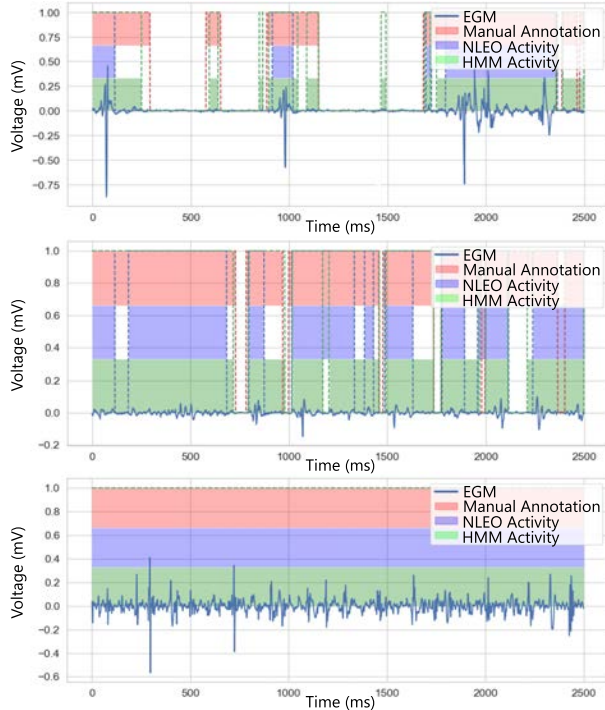 1.00
0.75
0.50
0.25
0.00
−0.25
−0.50
−0.75
Voltage (mV)
EGM
Manual Annotation
NLEO Activity
HMM Activity
0 500 1000 1500 2000 2500
Time (ms)
1.0
0.8
0.6
0.4
0.2
0.0
−0.2
Voltage (mV)
EGM
Manual Annotation
NLEO Activity
HMM Activity
0 500 1000 1500 2000 2500
Time (ms)
1.0
0.8
0.6
0.4
0.2
0.0
−0.2
−0.4
−0.6
Voltage (mV)
EGM
Manual Annotation
NLEO Activity
HMM Activity
0 500 1000 1500 2000 2500
Time (ms)